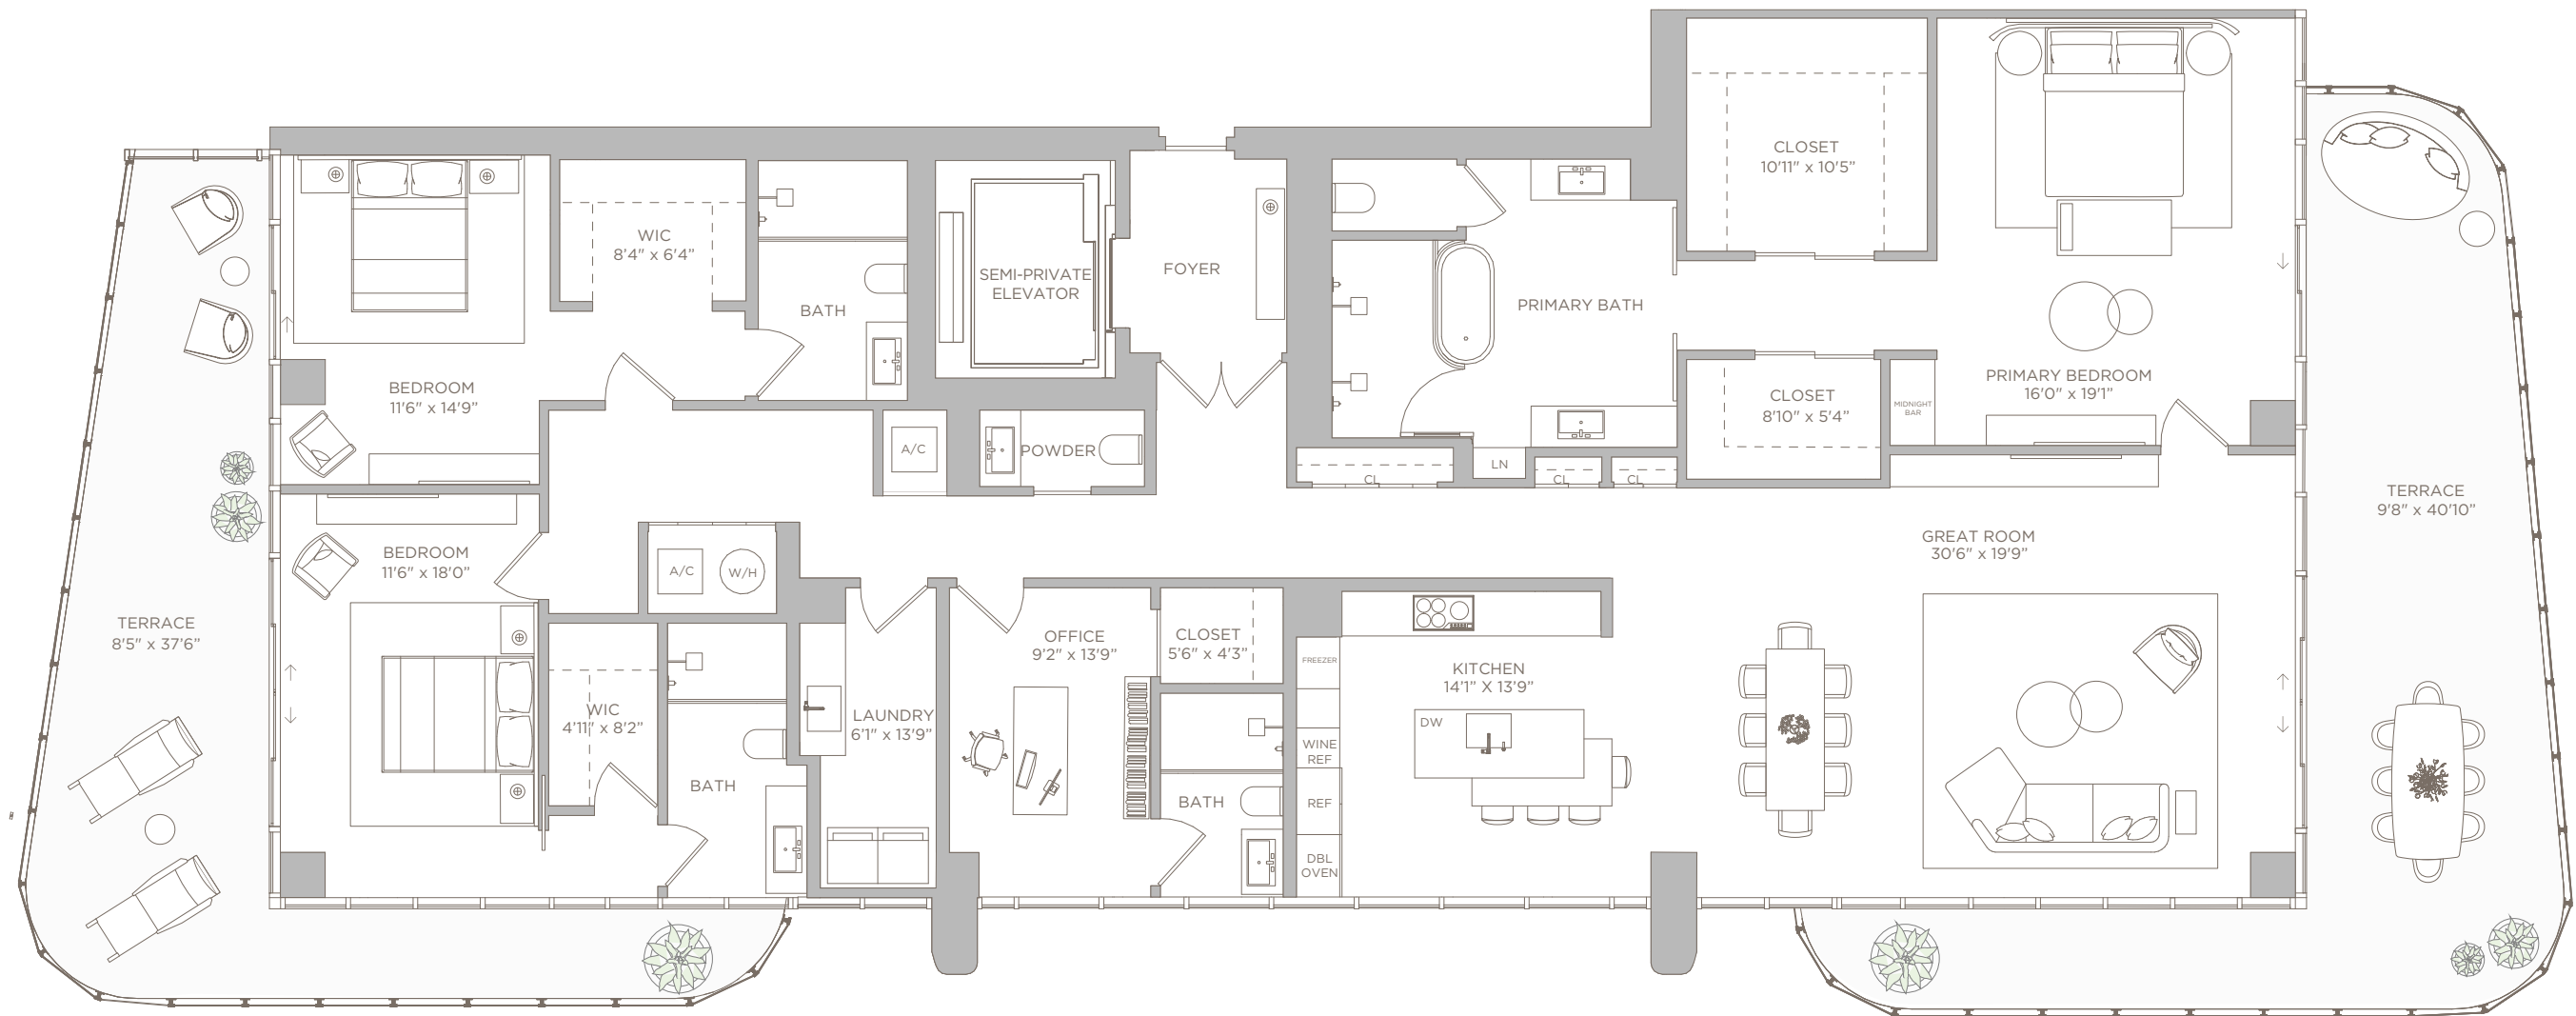 CLOSET
10'11" x 10'5"
WIC
8'4" x 6'4"
BATH
SEMI-PRIVATE
ELEVATOR
FOYER
PRIMARY BATH
BEDROOM
11'6" x 14'9"
A/C
POWDER
CL
LN
CL
CL
CLOSET
8'10" x 5'4"
MIDNIGHT
BAR
PRIMARY BEDROOM
16'0" x 19'1"
TERRACE
9'8" x 40'10"
BEDROOM
11'6" x 18'0"
A/C
W/H
GREAT ROOM
30'6" x 19'9"
TERRACE
8'5" x 37'6"
WIC
4'11" x 8'2"
BATH
LAUNDRY
6'1" x 13'9"
OFFICE
9'2" x 13'9"
CLOSET
5'6" x 4'3"
BATH
FREEZER
WINE
REF
REF
DBL
OVEN
KITCHEN
14'1" X 13'9"
DW